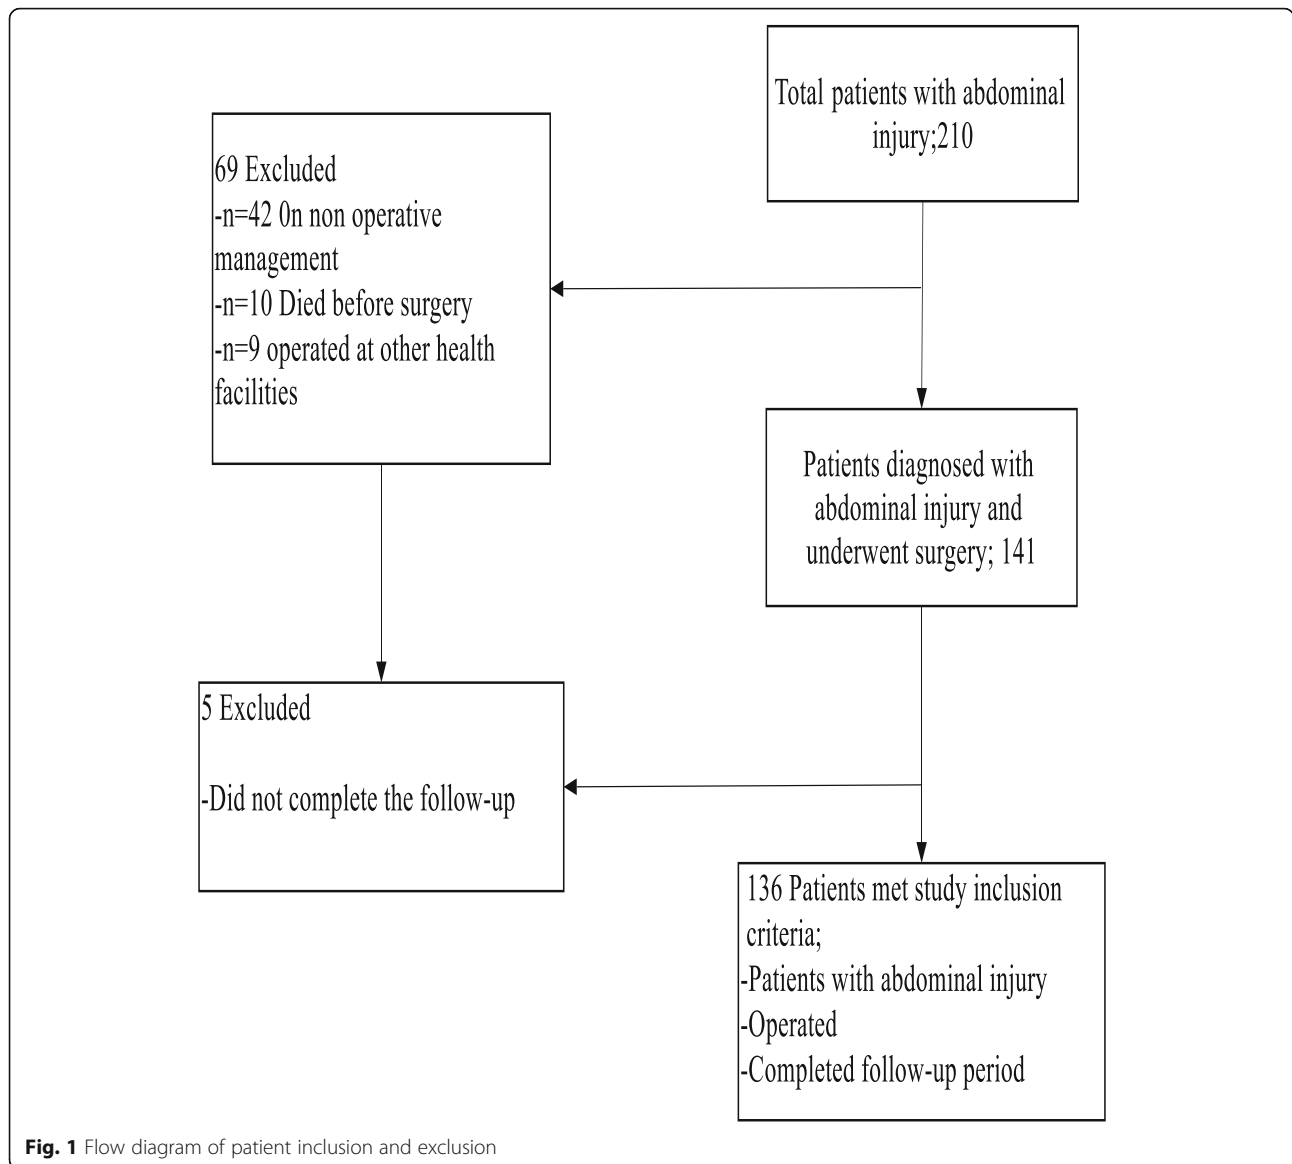 Total patients with abdominal
injury;210
69 Excluded
-n=42 0n non operative
management
-n=10 Died before surgery
-n=9 operated at other health
facilities
Patients diagnosed with
abdominal injury and
underwent surgery; 141
5 Excluded
-Did not complete the follow-up
136 Patients met study inclusion
criteria;
-Patients with abdominal injury
-Operated
-Completed follow-up period
Fig. 1 Flow diagram of patient inclusion and exclusion